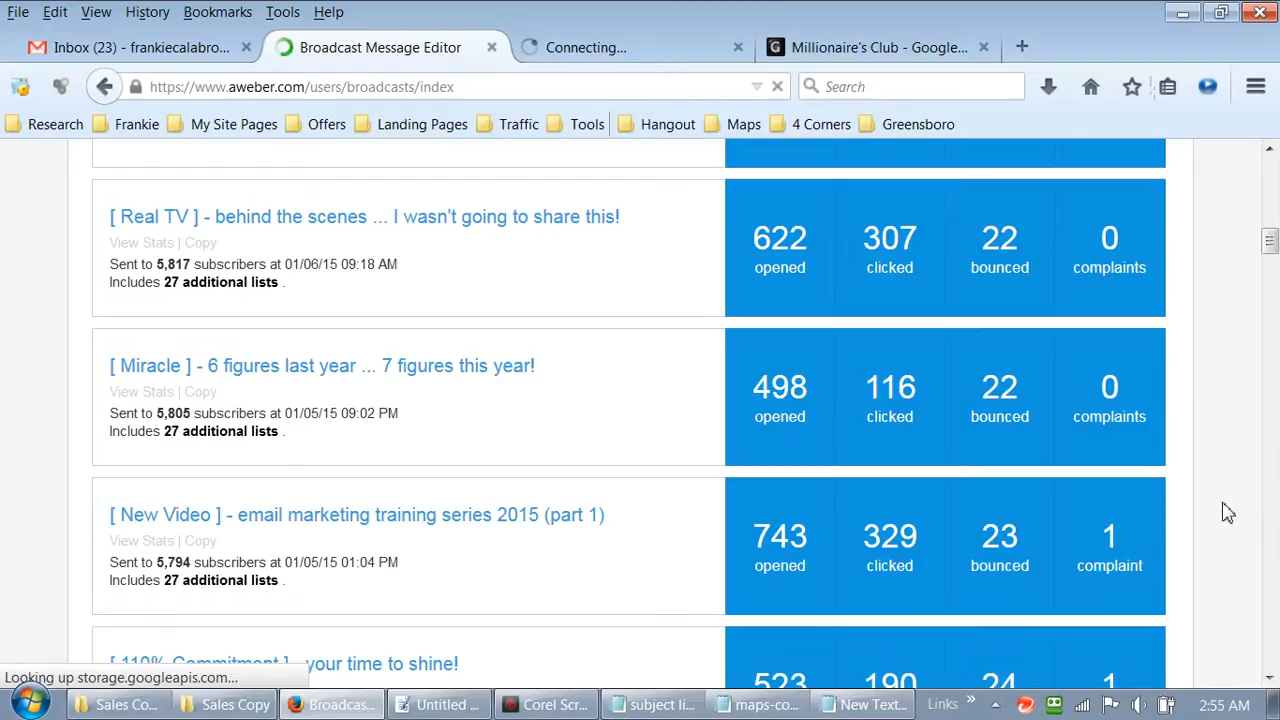 File Edit View History Bookmarks Tools Help
Inbox (23) - frankiecalabro... Broadcast Message Editor Connecting... Millionaire's Club - Google...
https://www.aweber.com/users/broadcasts/index Search
Research Frankie My Site Pages Offers Landing Pages Traffic Tools Hangout Maps 4 Corners Greensboro
[ Real TV ] - behind the scenes ... I wasn't going to share this!
View Stats | Copy
Sent to 5,817 subscribers at 01/06/15 09:18 AM
Includes 27 additional lists .
622 307 22 0
opened clicked bounced complaints
[ Miracle ] - 6 figures last year ... 7 figures this year!
View Stats | Copy
Sent to 5,805 subscribers at 01/05/15 09:02 PM
Includes 27 additional lists .
498 116 22 0
opened clicked bounced complaints
[ New Video ] - email marketing training series 2015 (part 1)
View Stats | Copy
Sent to 5,794 subscribers at 01/05/15 01:04 PM
Includes 27 additional lists .
743 329 23 1
opened clicked bounced complaint
[ 110% Commitment ] - your time to shine!
523 190 24 1
Looking up storage.googleapis.com...
Sales Co... Sales Copy Broadcas... Untitled ... Corel Scr... subject li... maps-co... New Text... Links » 2:55 AM